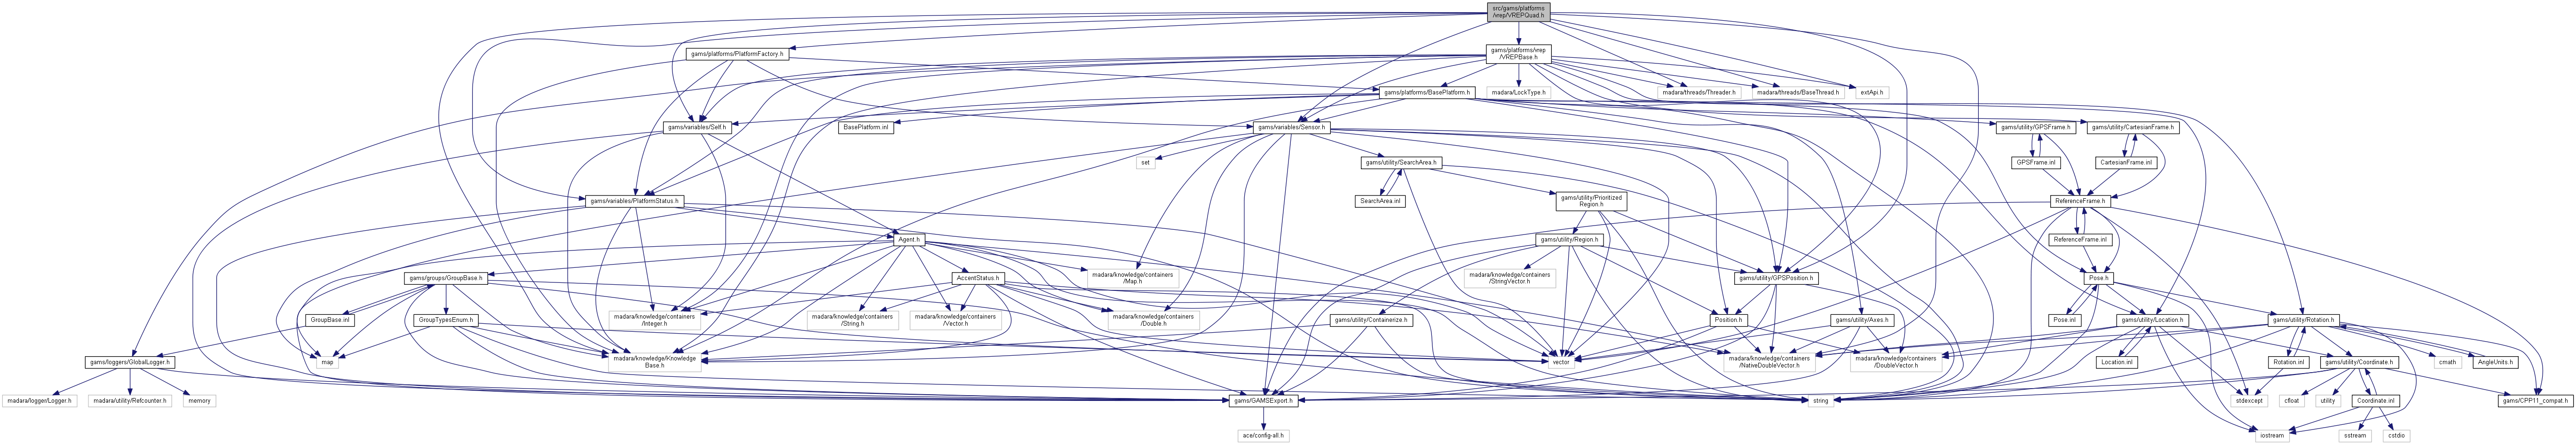 src/gams/platforms
/vrep/VREPQuad.h
gams/platforms/PlatformFactory.h
gams/platforms/vrep
/VREPBase.h
madara/LockType.h
gams/platforms/BasePlatform.h
madara/threads/Threader.h
madara/threads/BaseThread.h
extApi.h
gams/variables/Self.h
BasePlatform.inl
gams/variables/Sensor.h
gams/utility/GPSFrame.h
gams/utility/CartesianFrame.h
set
gams/utility/SearchArea.h
GPSFrame.inl
CartesianFrame.inl
gams/variables/PlatformStatus.h
SearchArea.inl
gams/utility/Prioritized
Region.h
ReferenceFrame.h
Agent.h
gams/utility/Region.h
ReferenceFrame.inl
gams/groups/GroupBase.h
AccentStatus.h
madara/knowledge/containers
/Map.h
madara/knowledge/containers
/StringVector.h
gams/utility/GPSPosition.h
Pose.h
GroupBase.inl
GroupTypesEnum.h
madara/knowledge/containers
/Integer.h
madara/knowledge/containers
/String.h
madara/knowledge/containers
/Vector.h
madara/knowledge/containers
/Double.h
gams/utility/Containerize.h
Position.h
gams/utility/Axes.h
Pose.inl
gams/utility/Location.h
gams/utility/Rotation.h
gams/loggers/GlobalLogger.h
map
madara/knowledge/Knowledge
Base.h
vector
madara/knowledge/containers
/NativeDoubleVector.h
madara/knowledge/containers
/DoubleVector.h
Location.inl
gams/utility/Coordinate.h
Rotation.inl
cmath
AngleUnits.h
madara/logger/Logger.h
madara/utility/Refcounter.h
memory
gams/GAMSExport.h
string
stdexcept
cfloat
utility
Coordinate.inl
gams/CPP11_compat.h
ace/config-all.h
iostream
sstream
cstdio